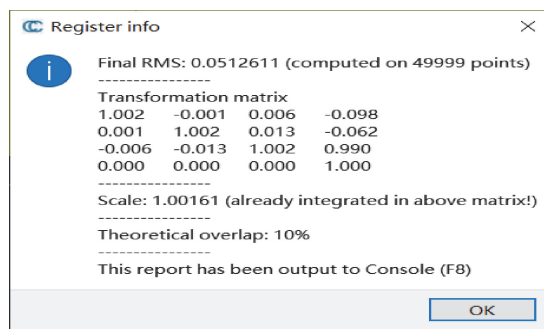 Register info
Final RMS: 0.0512611 (computed on 49999 points)
----------------
Transformation matrix
1.002 -0.001 0.006 -0.098
0.001 1.002 0.013 -0.062
-0.006 -0.013 1.002 0.990
0.000 0.000 0.000 1.000
----------------
Scale: 1.00161 (already integrated in above matrix!)
----------------
Theoretical overlap: 10%
----------------
This report has been output to Console (F8)
OK